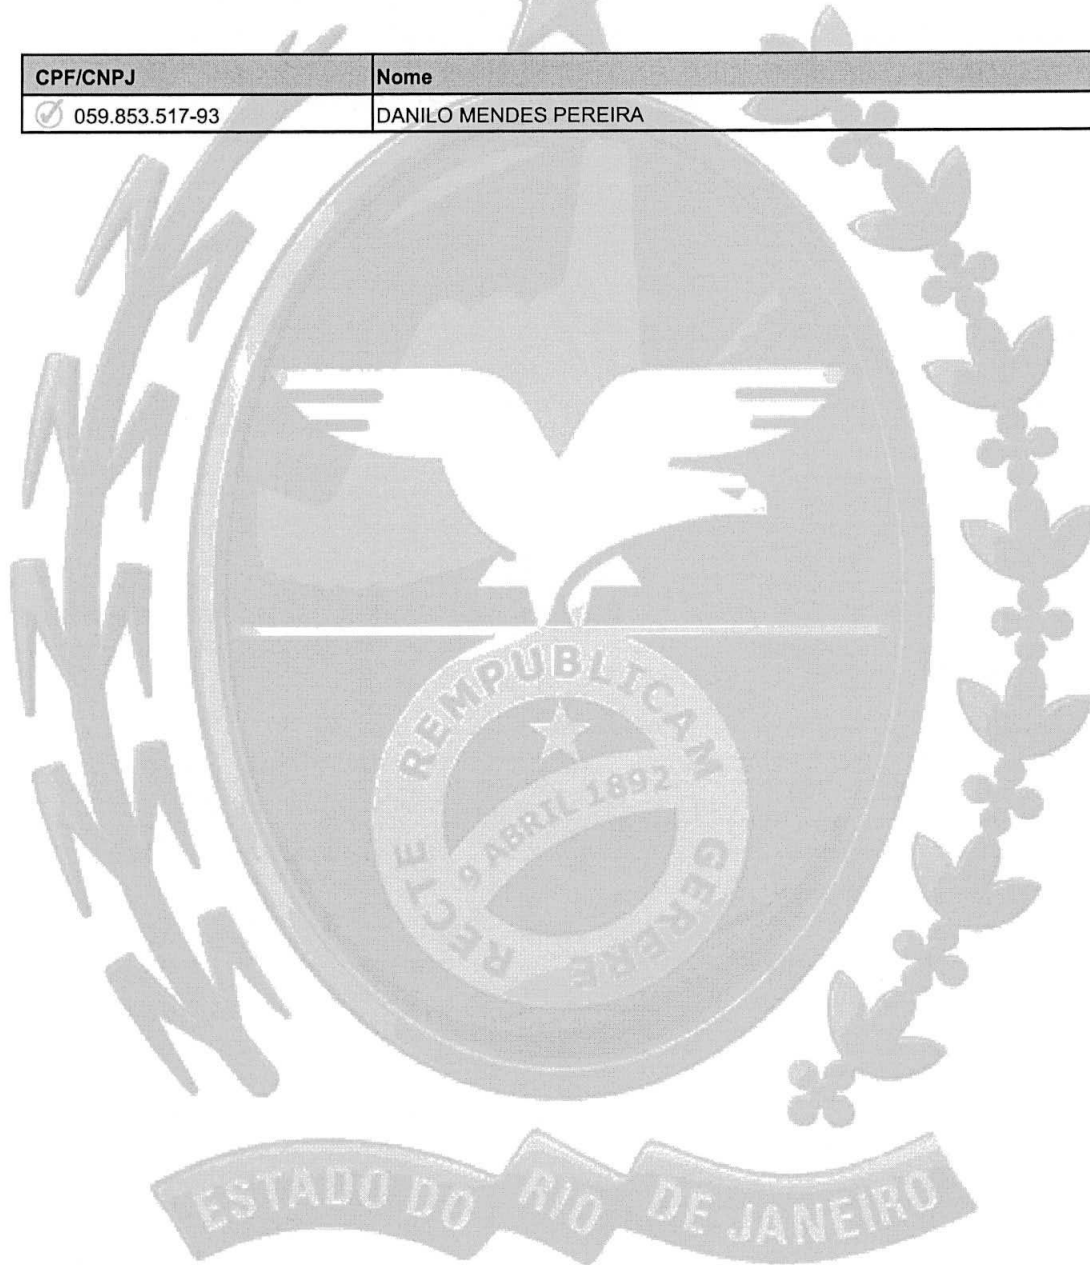 CPF/CNPJ Nome
059.853.517-93 DANILO MENDES PEREIRA
RECTE REMPUBLICAM GERERE
9 ABRIL 1892
ESTADO DO RIO DE JANEIRO